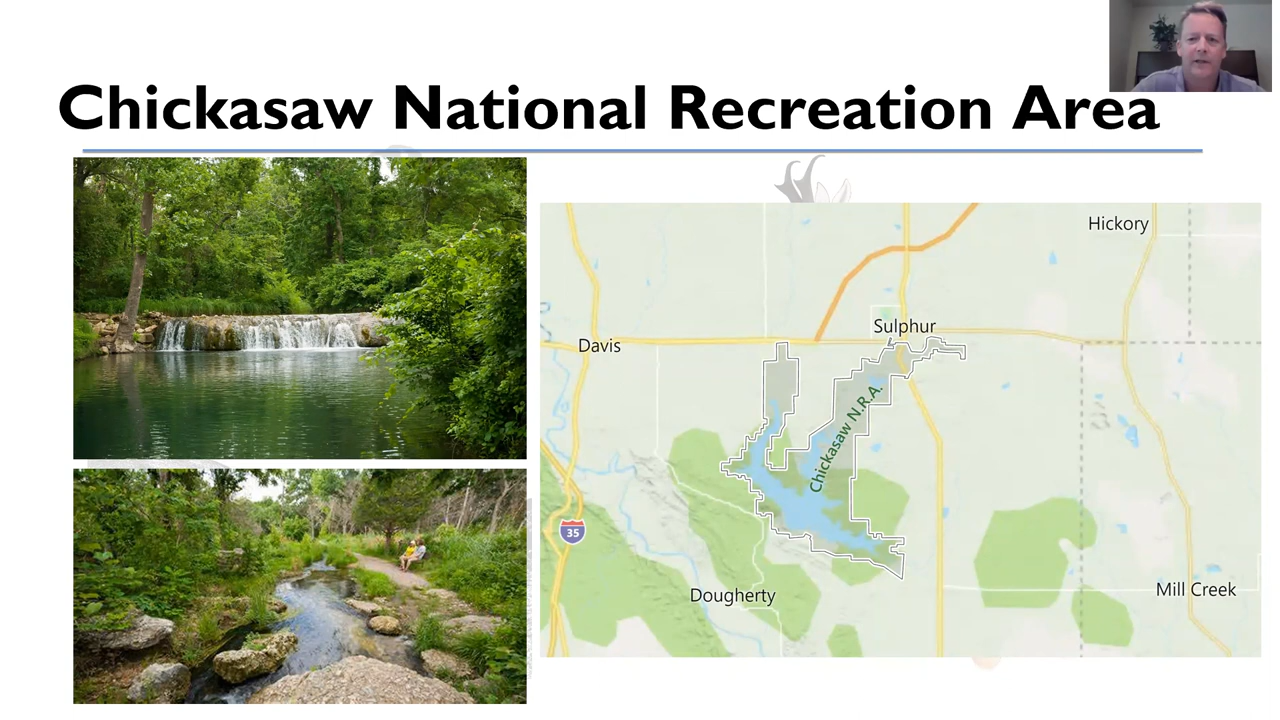 Chickasaw National Recreation Area
Hickory
Sulphur
Davis
Chickasaw N.R.A.
35
Dougherty
Mill Creek